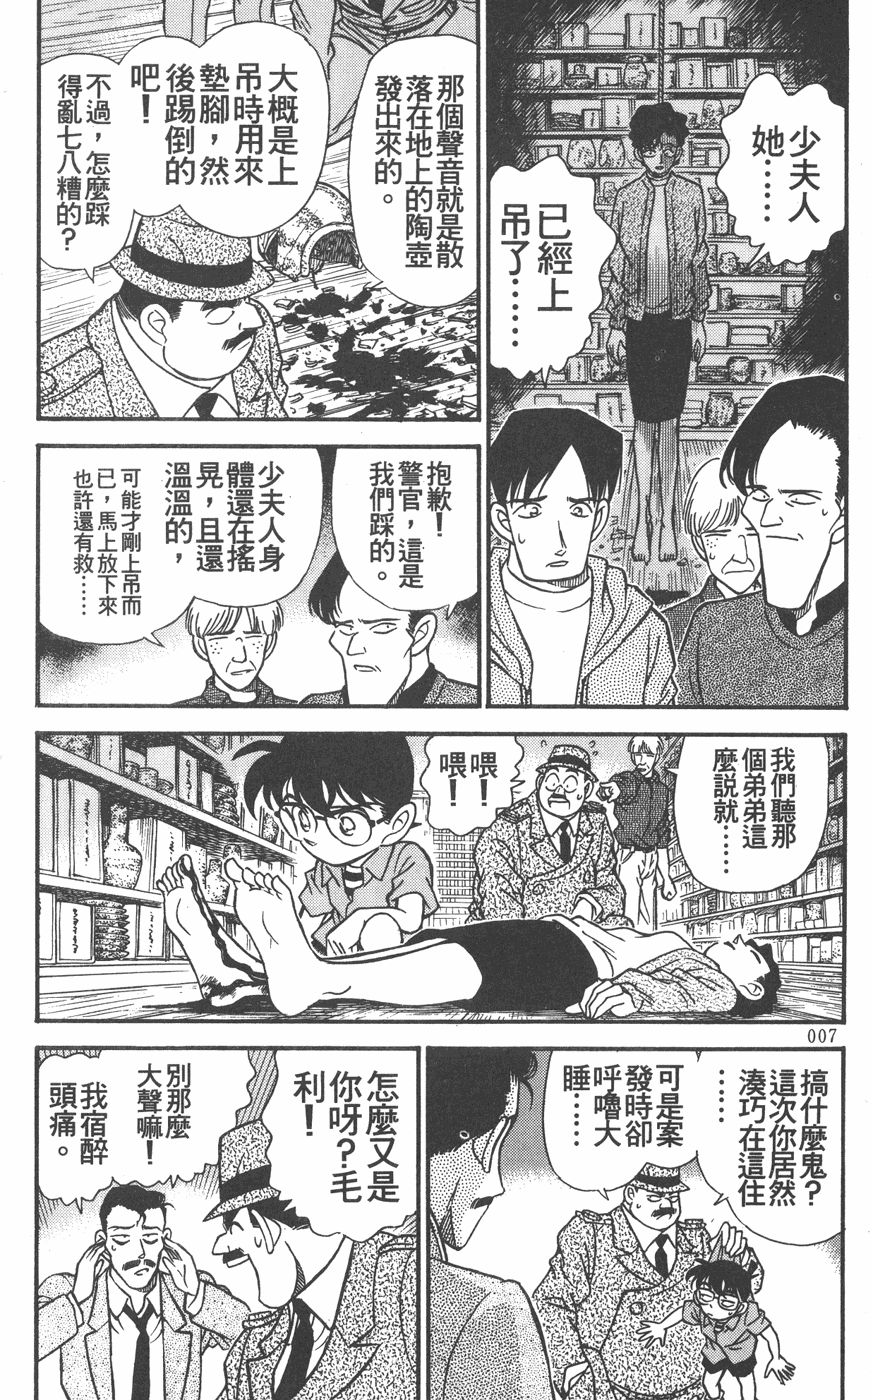 少夫人
她……
已經上
吊了……
那個聲音就是散
落在地上的陶壺
發出來的。
大概是上
吊時用來
墊腳，然
後踢倒的
吧！
不過，怎麼踩
得亂七八糟的？
抱歉！
警官，這是
我們踩的。
少夫人身
體還在搖
晃，且還
溫溫的，
可能才剛上吊而
已，馬上放下來
也許還有救……
我們聽那
個弟弟這
麼說就……
喂！
喂！
007
搞什麼鬼？
這次你居然
湊巧在這住
……
可是案
發時卻
呼嚕大
睡……
怎麼又是
你呀？毛
利！
別那麼
大聲嘛！
我宿醉
頭痛。